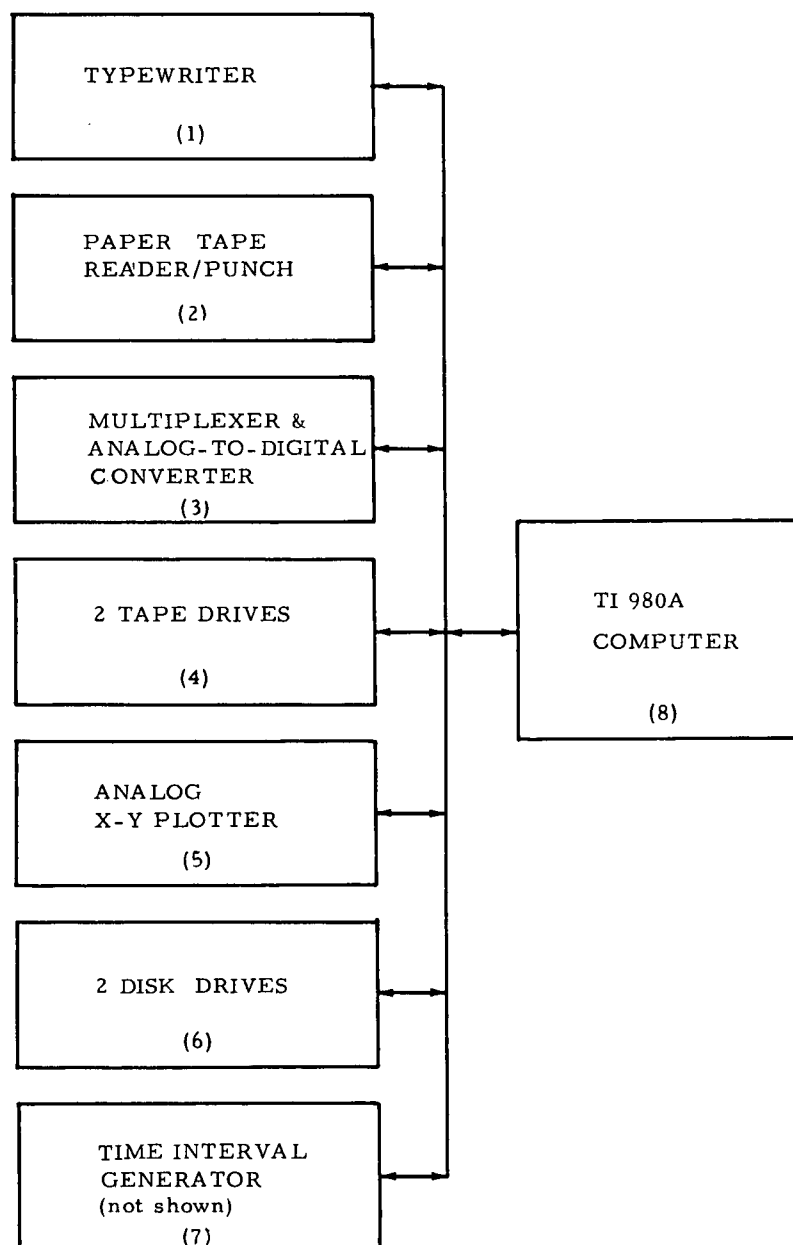 TYPEWRITER
(1)
PAPER TAPE
READER/PUNCH
(2)
MULTIPLEXER &
ANALOG-TO-DIGITAL
CONVERTER
(3)
2 TAPE DRIVES
(4)
ANALOG
X-Y PLOTTER
(5)
2 DISK DRIVES
(6)
TIME INTERVAL
GENERATOR
(not shown)
(7)
TI 980A
COMPUTER
(8)